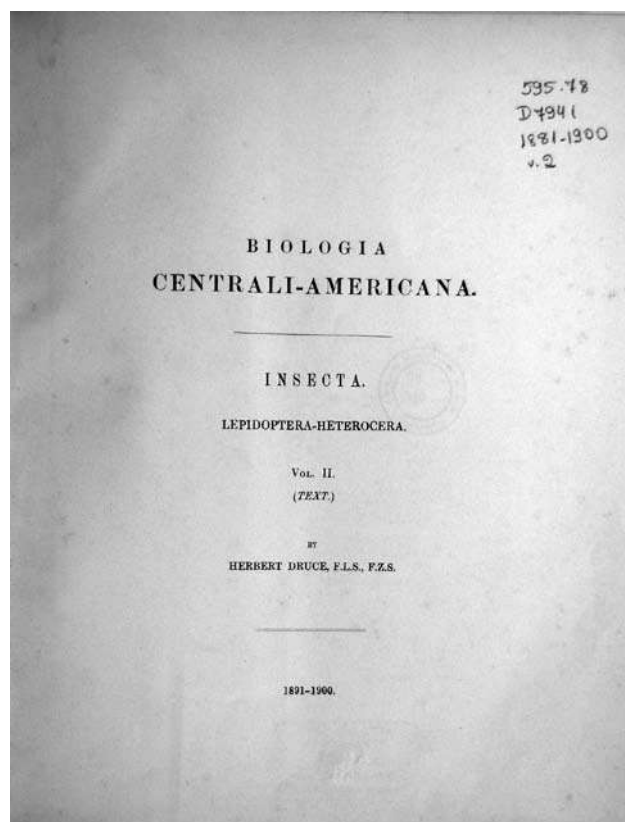 595.78
D7941
1881-1900
v.2
BIOLOGIA
CENTRALI-AMERICANA.
INSECTA.
LEPIDOPTERA-HETEROCERA.
VOL. II.
(TEXT.)
BY
HERBERT DRUCE, F.L.S., F.Z.S.
1891-1900.